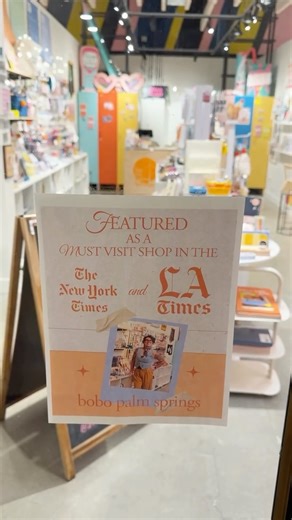 FEATURED
AS A
MUST VISIT SHOP IN THE
The
New York
Times
and
LA
Times
bobo palm springs